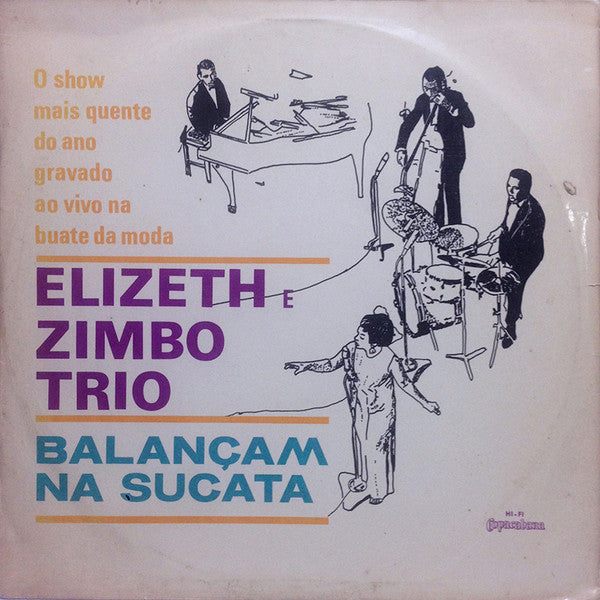 O show
mais quente
do ano
gravado
ao vivo na
buate da moda
ELIZETH E
ZIMBO
TRIO
BALANÇAM
NA SUCATA
HI-FI
Copacabana